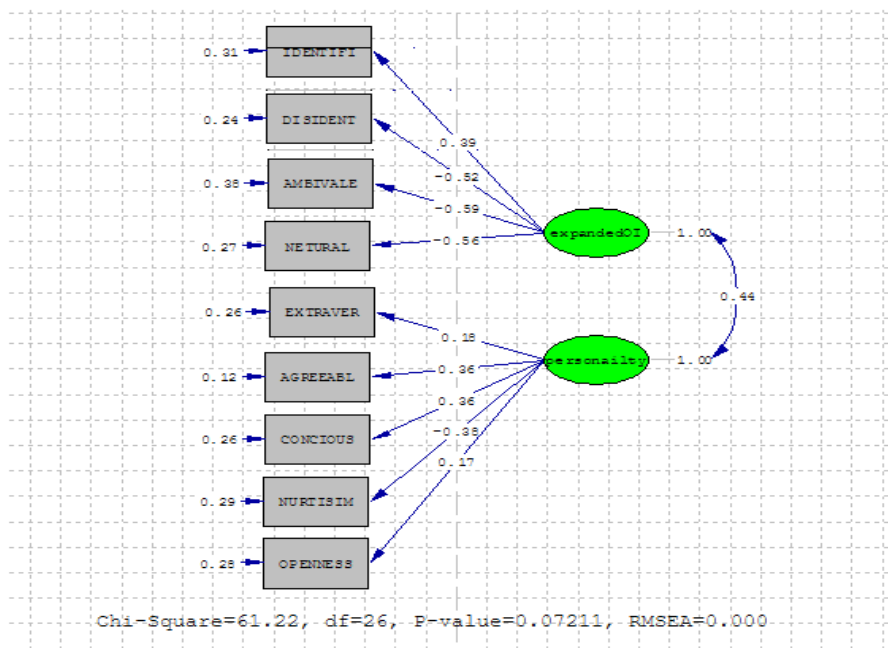 0.31 IDENTIFI
0.39
0.24 DISIDENT
-0.52
0.38 AMBIVALE
-0.59
0.27 NETURAL
-0.56
expandedOI 1.00
0.44
0.26 EXTRAVER
0.18
personailty 1.00
0.12 AGREEABL
0.36
0.26 CONCIOUS
0.36
-0.38
0.29 NURTISIM
0.17
0.28 OPENNESS
Chi-Square=61.22, df=26, P-value=0.07211, RMSEA=0.000